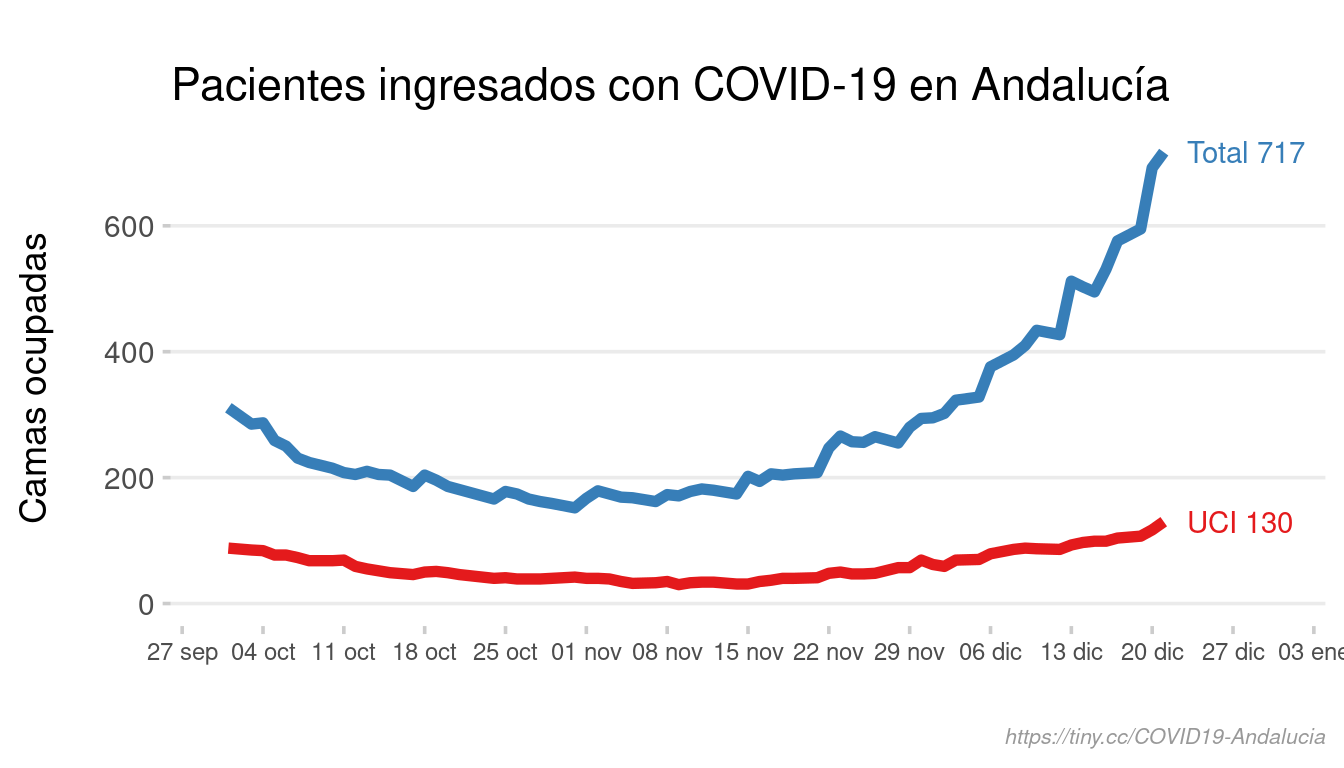 Pacientes ingresados con COVID-19 en Andalucía
Total 717
600
400
200
0
Camas ocupadas
UCI 130
27 sep 04 oct 11 oct 18 oct 25 oct 01 nov 08 nov 15 nov 22 nov 29 nov 06 dic 13 dic 20 dic 27 dic 03 ene
https://tiny.cc/COVID19-Andalucia